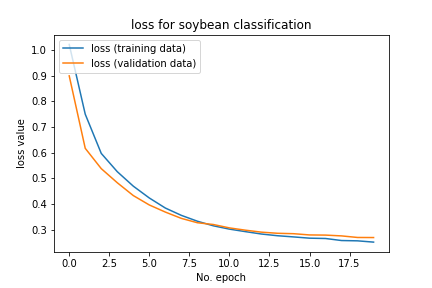 loss for soybean classification
loss (training data)
loss (validation data)
loss value
1.0
0.9
0.8
0.7
0.6
0.5
0.4
0.3
0.0 2.5 5.0 7.5 10.0 12.5 15.0 17.5
No. epoch